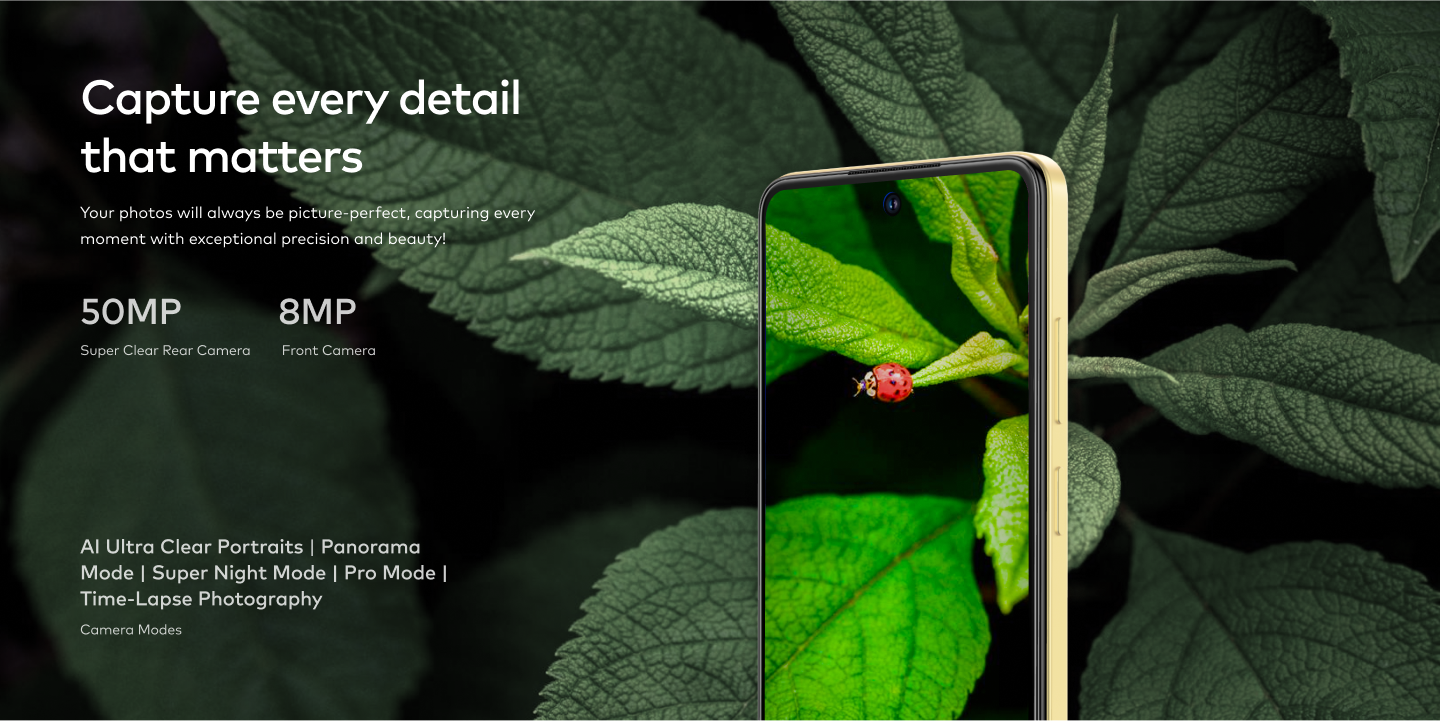 Capture every detail
that matters
Your photos will always be picture-perfect, capturing every
moment with exceptional precision and beauty!
50MP 8MP
Super Clear Rear Camera Front Camera
AI Ultra Clear Portraits | Panorama
Mode | Super Night Mode | Pro Mode |
Time-Lapse Photography
Camera Modes